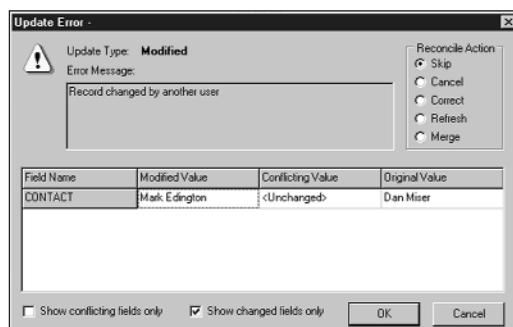 Update Error -
Update Type: Modified
Error Message:
Record changed by another user
Reconcile Action
Skip
Cancel
Correct
Refresh
Merge
Field Name Modified Value Conflicting Value Original Value
CONTACT Mark Edington <Unchanged> Dan Miser
Show conflicting fields only Show changed fields only OK Cancel